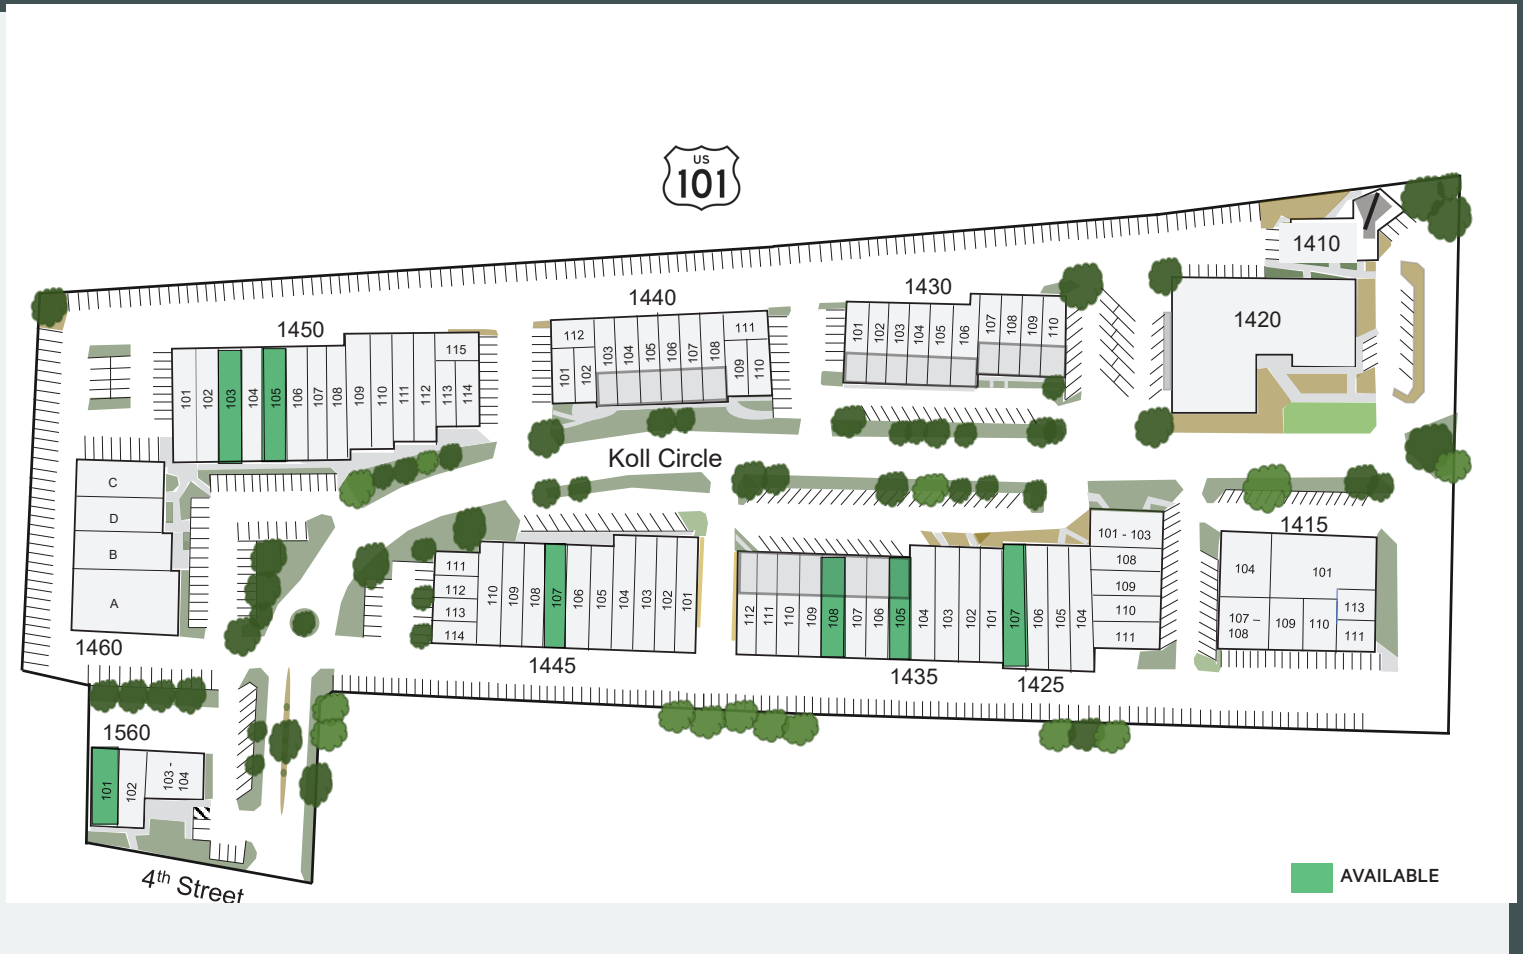 US
101
1410
1420
1430
101 102 103 104 105 106 107 108 109 110
1440
112 111
101 102 103 104 105 106 107 108 109 110
1450
101 102 103 104 105 106 107 108 109 110 111 112 113 114
115
Koll Circle
C
D
B
A
1460
111
112
113
114
110 109 108 107 106 105 104 103 102 101
1445
112 111 110 109 108 107 106 105 104 103 102 101
1435
107 106 105 104
101 - 103
108
109
110
111
1425
1415
104 101
107 –
108
109 110
113
111
1560
101 102
103 -
104
4th Street
AVAILABLE